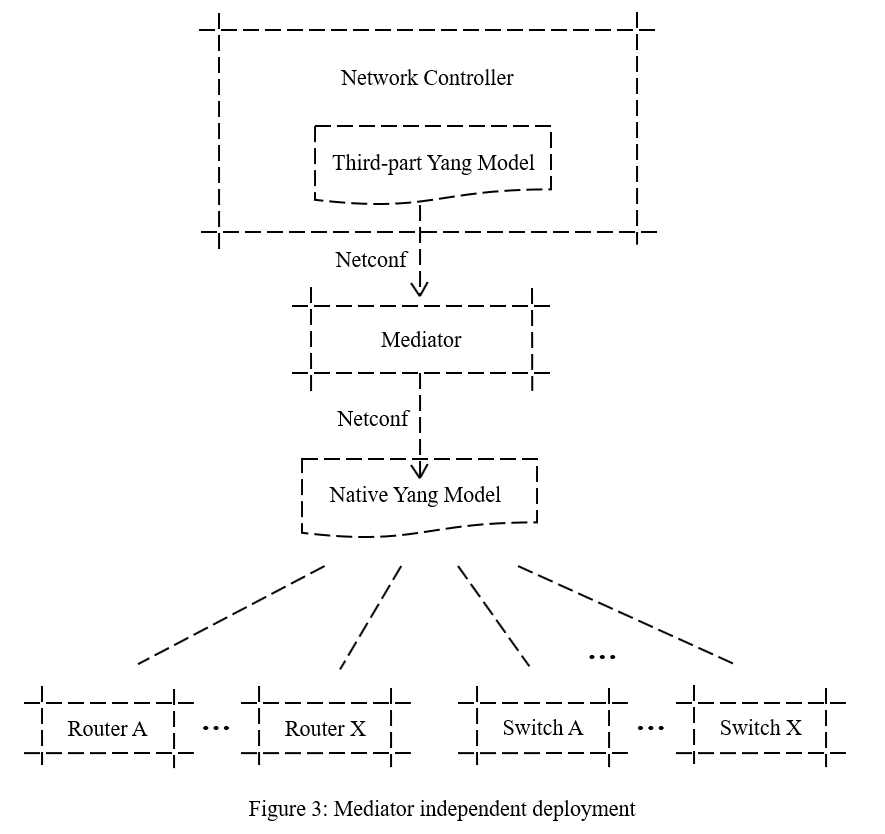 Network Controller
Third-part Yang Model
Netconf
Mediator
Netconf
Native Yang Model
...
Router A ... Router X Switch A ... Switch X
Figure 3: Mediator independent deployment